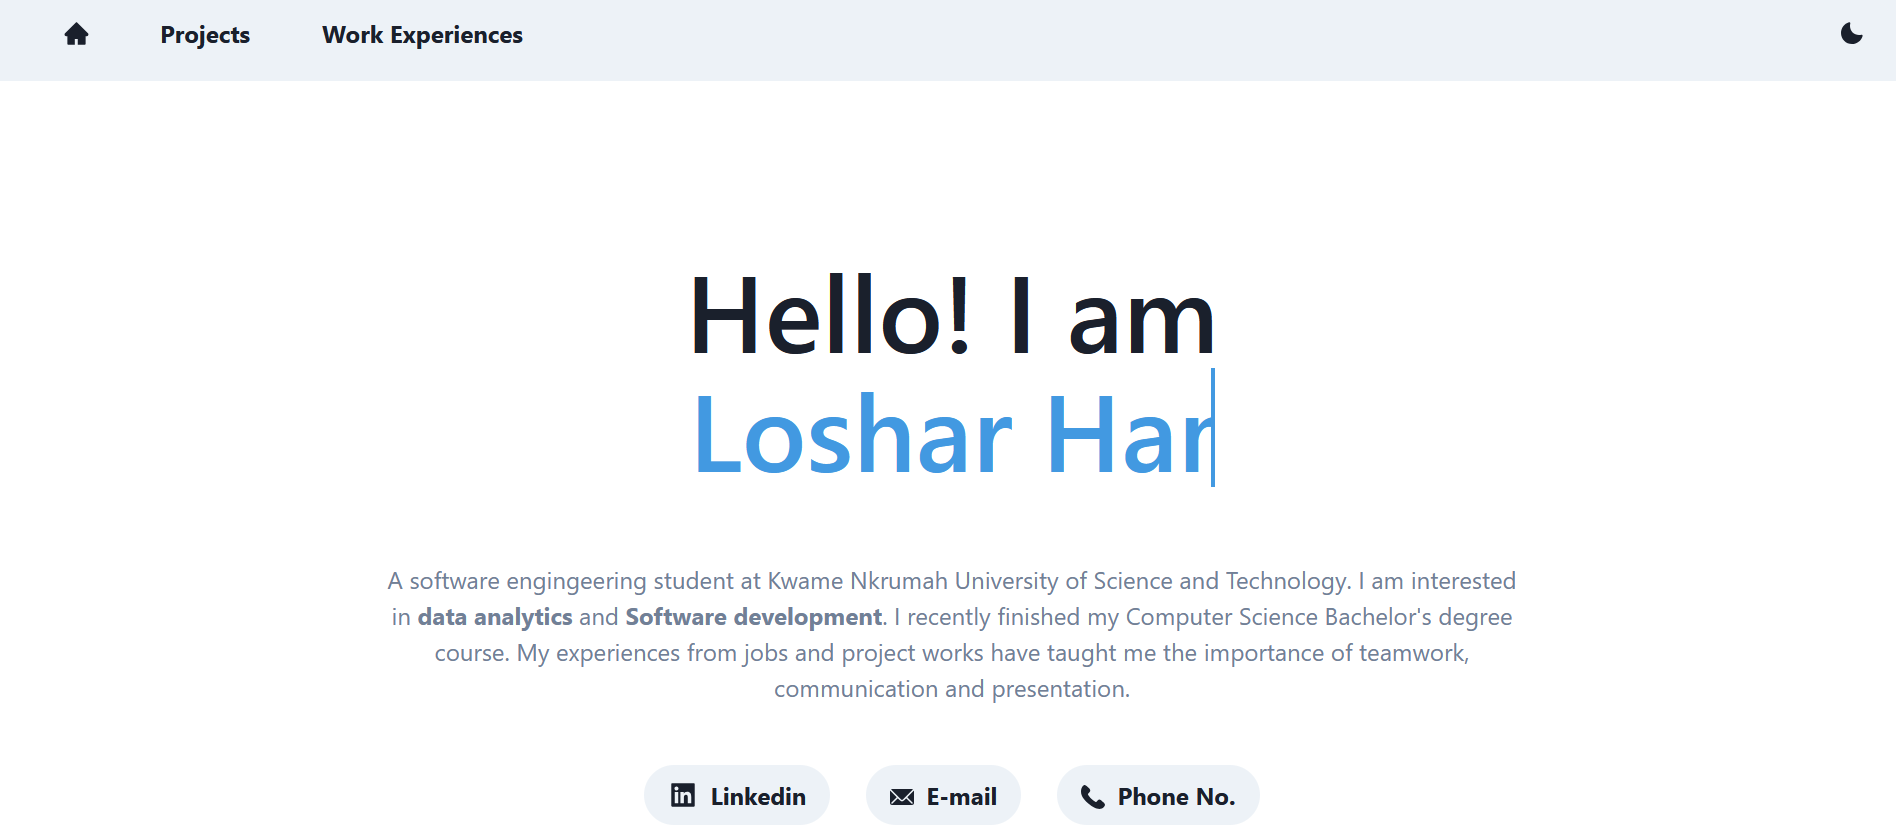 Projects Work Experiences
Hello! I am
Loshar Har
A software engingeering student at Kwame Nkrumah University of Science and Technology. I am interested
in data analytics and Software development. I recently finished my Computer Science Bachelor's degree
course. My experiences from jobs and project works have taught me the importance of teamwork,
communication and presentation.
Linkedin E-mail Phone No.